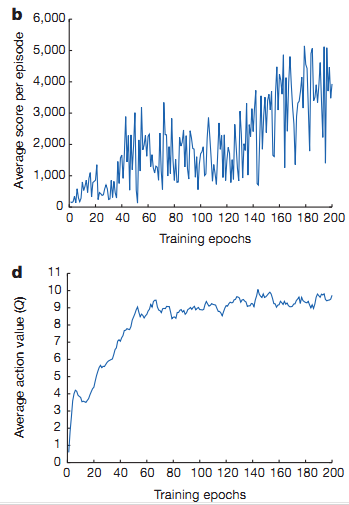 b
6,000
5,000
4,000
3,000
2,000
1,000
0
Average score per episode
0 20 40 60 80 100 120 140 160 180 200
Training epochs
d
11
10
9
8
7
6
5
4
3
2
1
0
Average action value (Q)
0 20 40 60 80 100 120 140 160 180 200
Training epochs